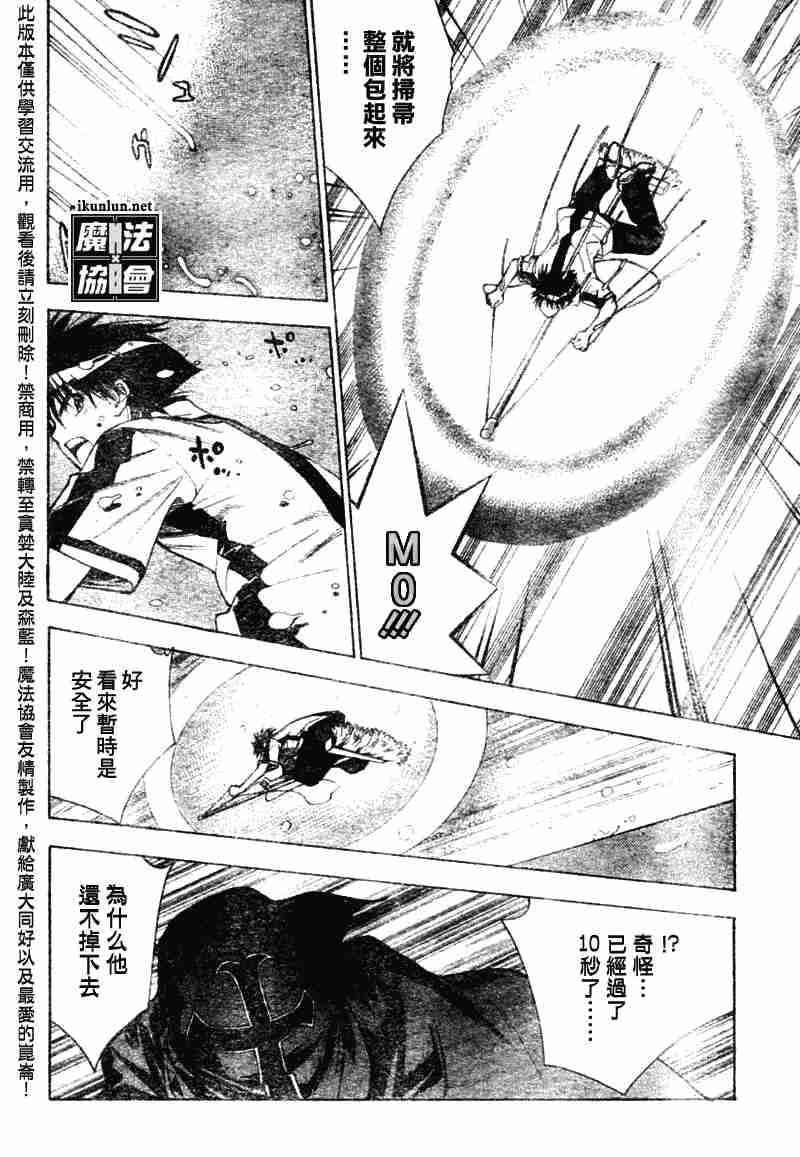 就將掃帚
整個包起來
……
ikunlun.net
魔法
協會
ポ
ポ
MO!!!
好
看來暫時是
安全了
!?
奇怪…
已經過了
10秒了……
為什么他
還不掉下去
此版本僅供學習交流用，觀看後請立刻刪除！禁商用，禁轉至貪婪大陸及森藍！魔法協會友情製作，獻給廣大同好以及最愛的崑崙！